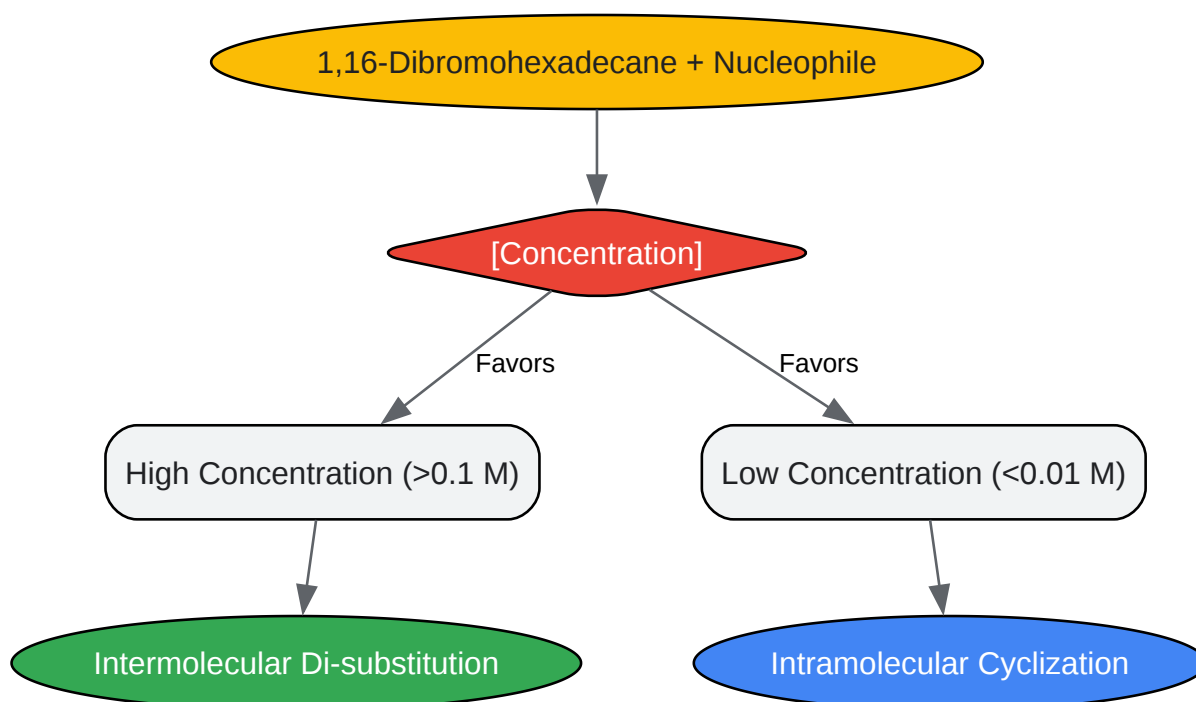 1,16-Dibromohexadecane + Nucleophile
[Concentration]
Favors
Favors
High Concentration (>0.1 M)
Low Concentration (<0.01 M)
Intermolecular Di-substitution
Intramolecular Cyclization